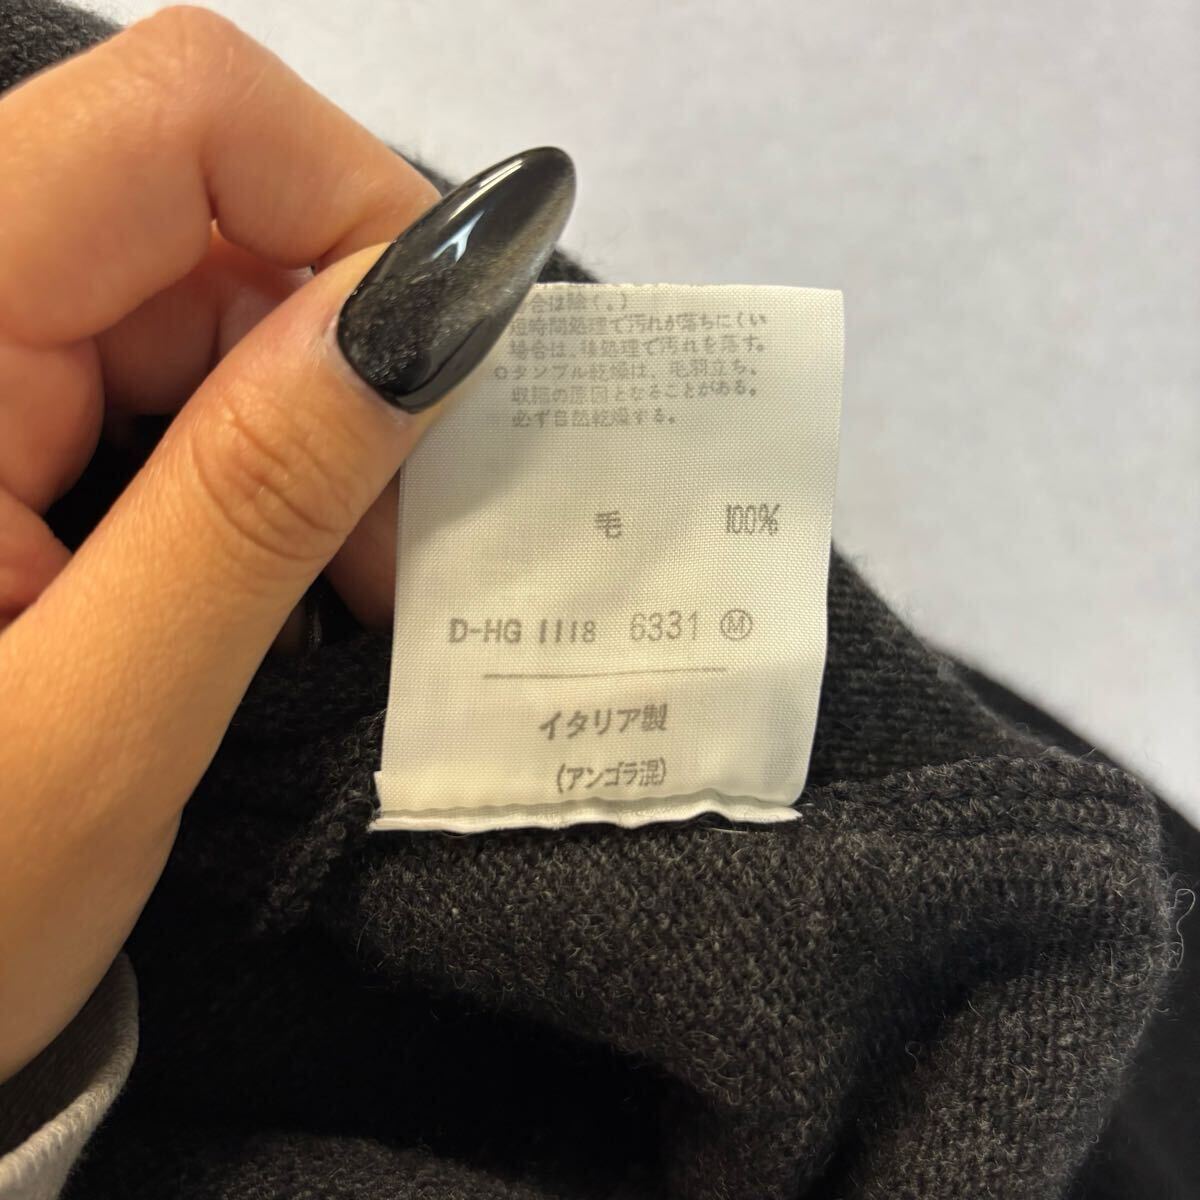 合は除く。)
短時間処理で汚れが落ちにくい
場合は、後処理で汚れを落す。
○タンブル乾燥は、毛羽立ち、
収縮の原因となることがある。
必ず自然乾燥する。
毛 100%
D-HG 1118 6331 Ⓜ
イタリア製
(アンゴラ混)